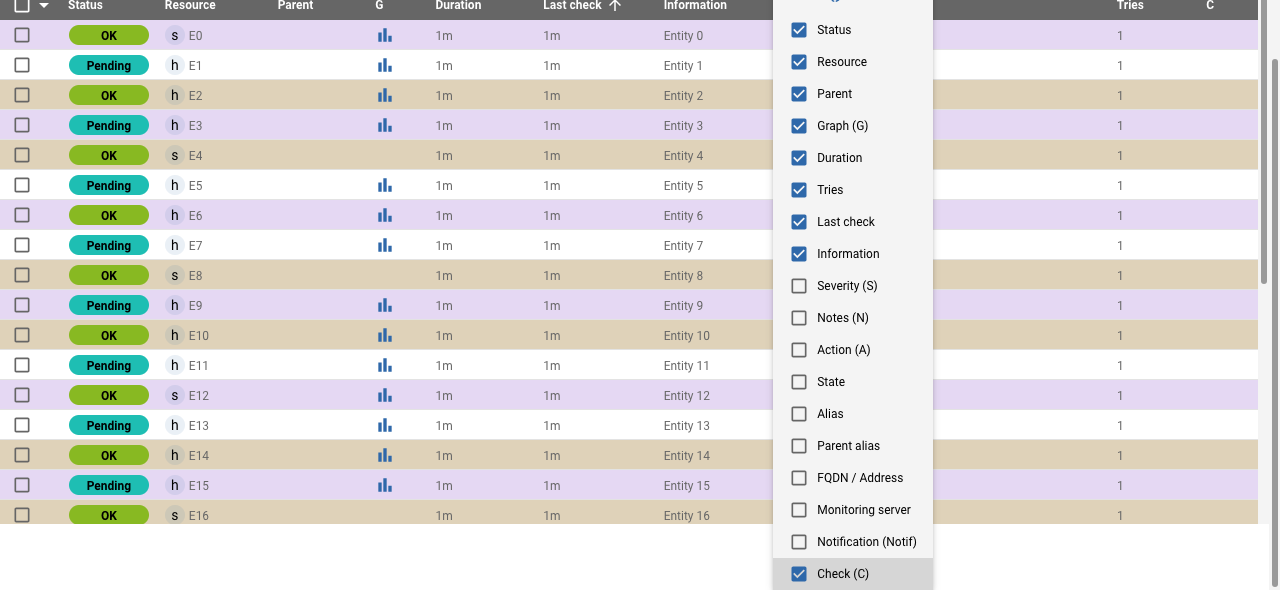 Status Resource Parent G Duration Last check Information Tries C
OK s E0 1m 1m Entity 0 1
Pending h E1 1m 1m Entity 1 1
OK h E2 1m 1m Entity 2 1
Pending h E3 1m 1m Entity 3 1
OK s E4 1m 1m Entity 4 1
Pending h E5 1m 1m Entity 5 1
OK h E6 1m 1m Entity 6 1
Pending h E7 1m 1m Entity 7 1
OK s E8 1m 1m Entity 8 1
Pending h E9 1m 1m Entity 9 1
OK h E10 1m 1m Entity 10 1
Pending h E11 1m 1m Entity 11 1
OK s E12 1m 1m Entity 12 1
Pending h E13 1m 1m Entity 13 1
OK h E14 1m 1m Entity 14 1
Pending h E15 1m 1m Entity 15 1
OK s E16 1m 1m Entity 16 1
Status
Resource
Parent
Graph (G)
Duration
Tries
Last check
Information
Severity (S)
Notes (N)
Action (A)
State
Alias
Parent alias
FQDN / Address
Monitoring server
Notification (Notif)
Check (C)